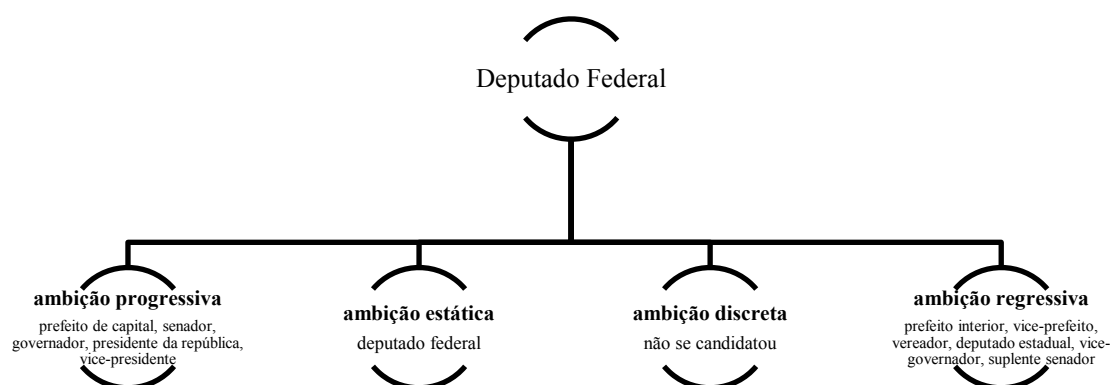 Deputado Federal
ambição progressiva
prefeito de capital, senador,
governador, presidente da república,
vice-presidente
ambição estática
deputado federal
ambição discreta
não se candidatou
ambição regressiva
prefeito interior, vice-prefeito,
vereador, deputado estadual, vice-
governador, suplente senador